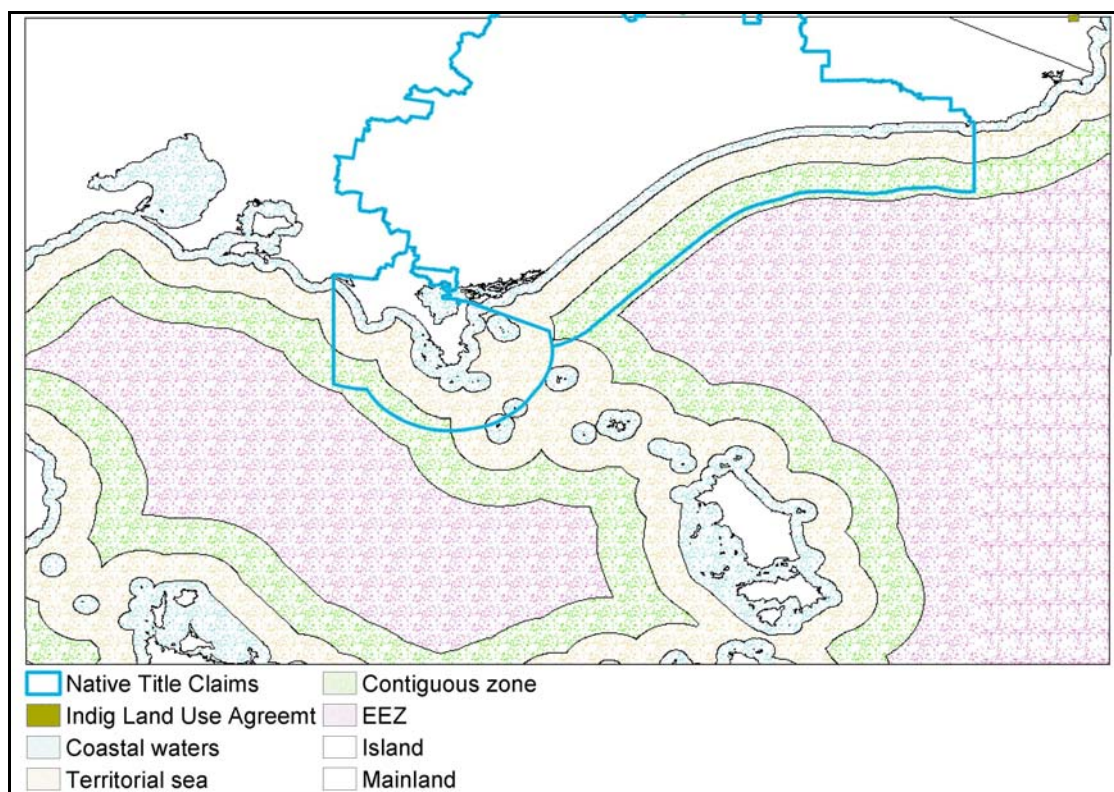 Native Title Claims
Indig Land Use Agreemt
Coastal waters
Territorial sea
Contiguous zone
EEZ
Island
Mainland